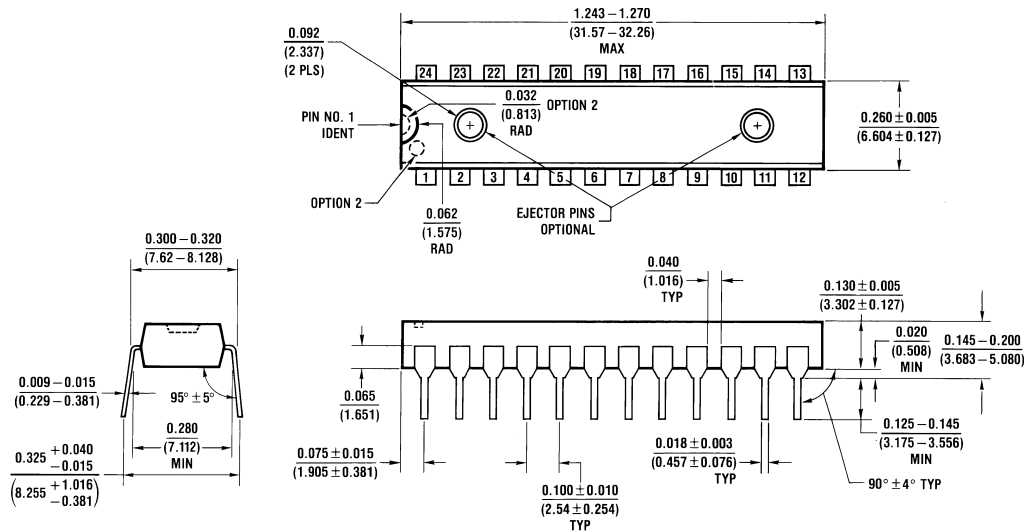 1.243 – 1.270
(31.57 – 32.26)
MAX
0.092
(2.337)
(2 PLS)
24 23 22 21 20 19 18 17 16 15 14 13
0.032
(0.813)
RAD
OPTION 2
PIN NO. 1
IDENT
0.260 ± 0.005
(6.604 ± 0.127)
1 2 3 4 5 6 7 8 9 10 11 12
OPTION 2
0.062
(1.575)
RAD
EJECTOR PINS
OPTIONAL
0.300 – 0.320
(7.62 – 8.128)
0.009 – 0.015
(0.229 – 0.381)
95° ± 5°
0.280
(7.112)
MIN
0.325 +0.040
−0.015
(8.255 +1.016
−0.381)
0.040
(1.016)
TYP
0.130 ± 0.005
(3.302 ± 0.127)
0.020
(0.508)
MIN
0.145 – 0.200
(3.683 – 5.080)
0.065
(1.651)
0.075 ± 0.015
(1.905 ± 0.381)
0.100 ± 0.010
(2.54 ± 0.254)
TYP
0.018 ± 0.003
(0.457 ± 0.076)
TYP
0.125 – 0.145
(3.175 – 3.556)
MIN
90° ± 4° TYP